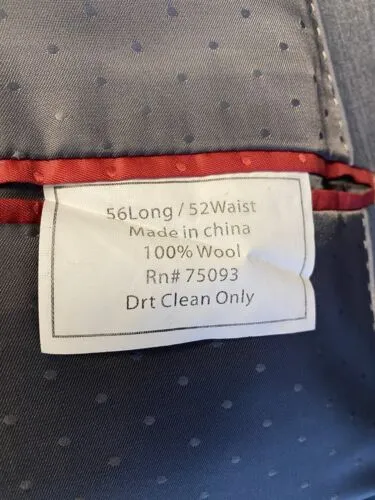 56Long / 52Waist
Made in china
100% Wool
Rn# 75093
Drt Clean Only